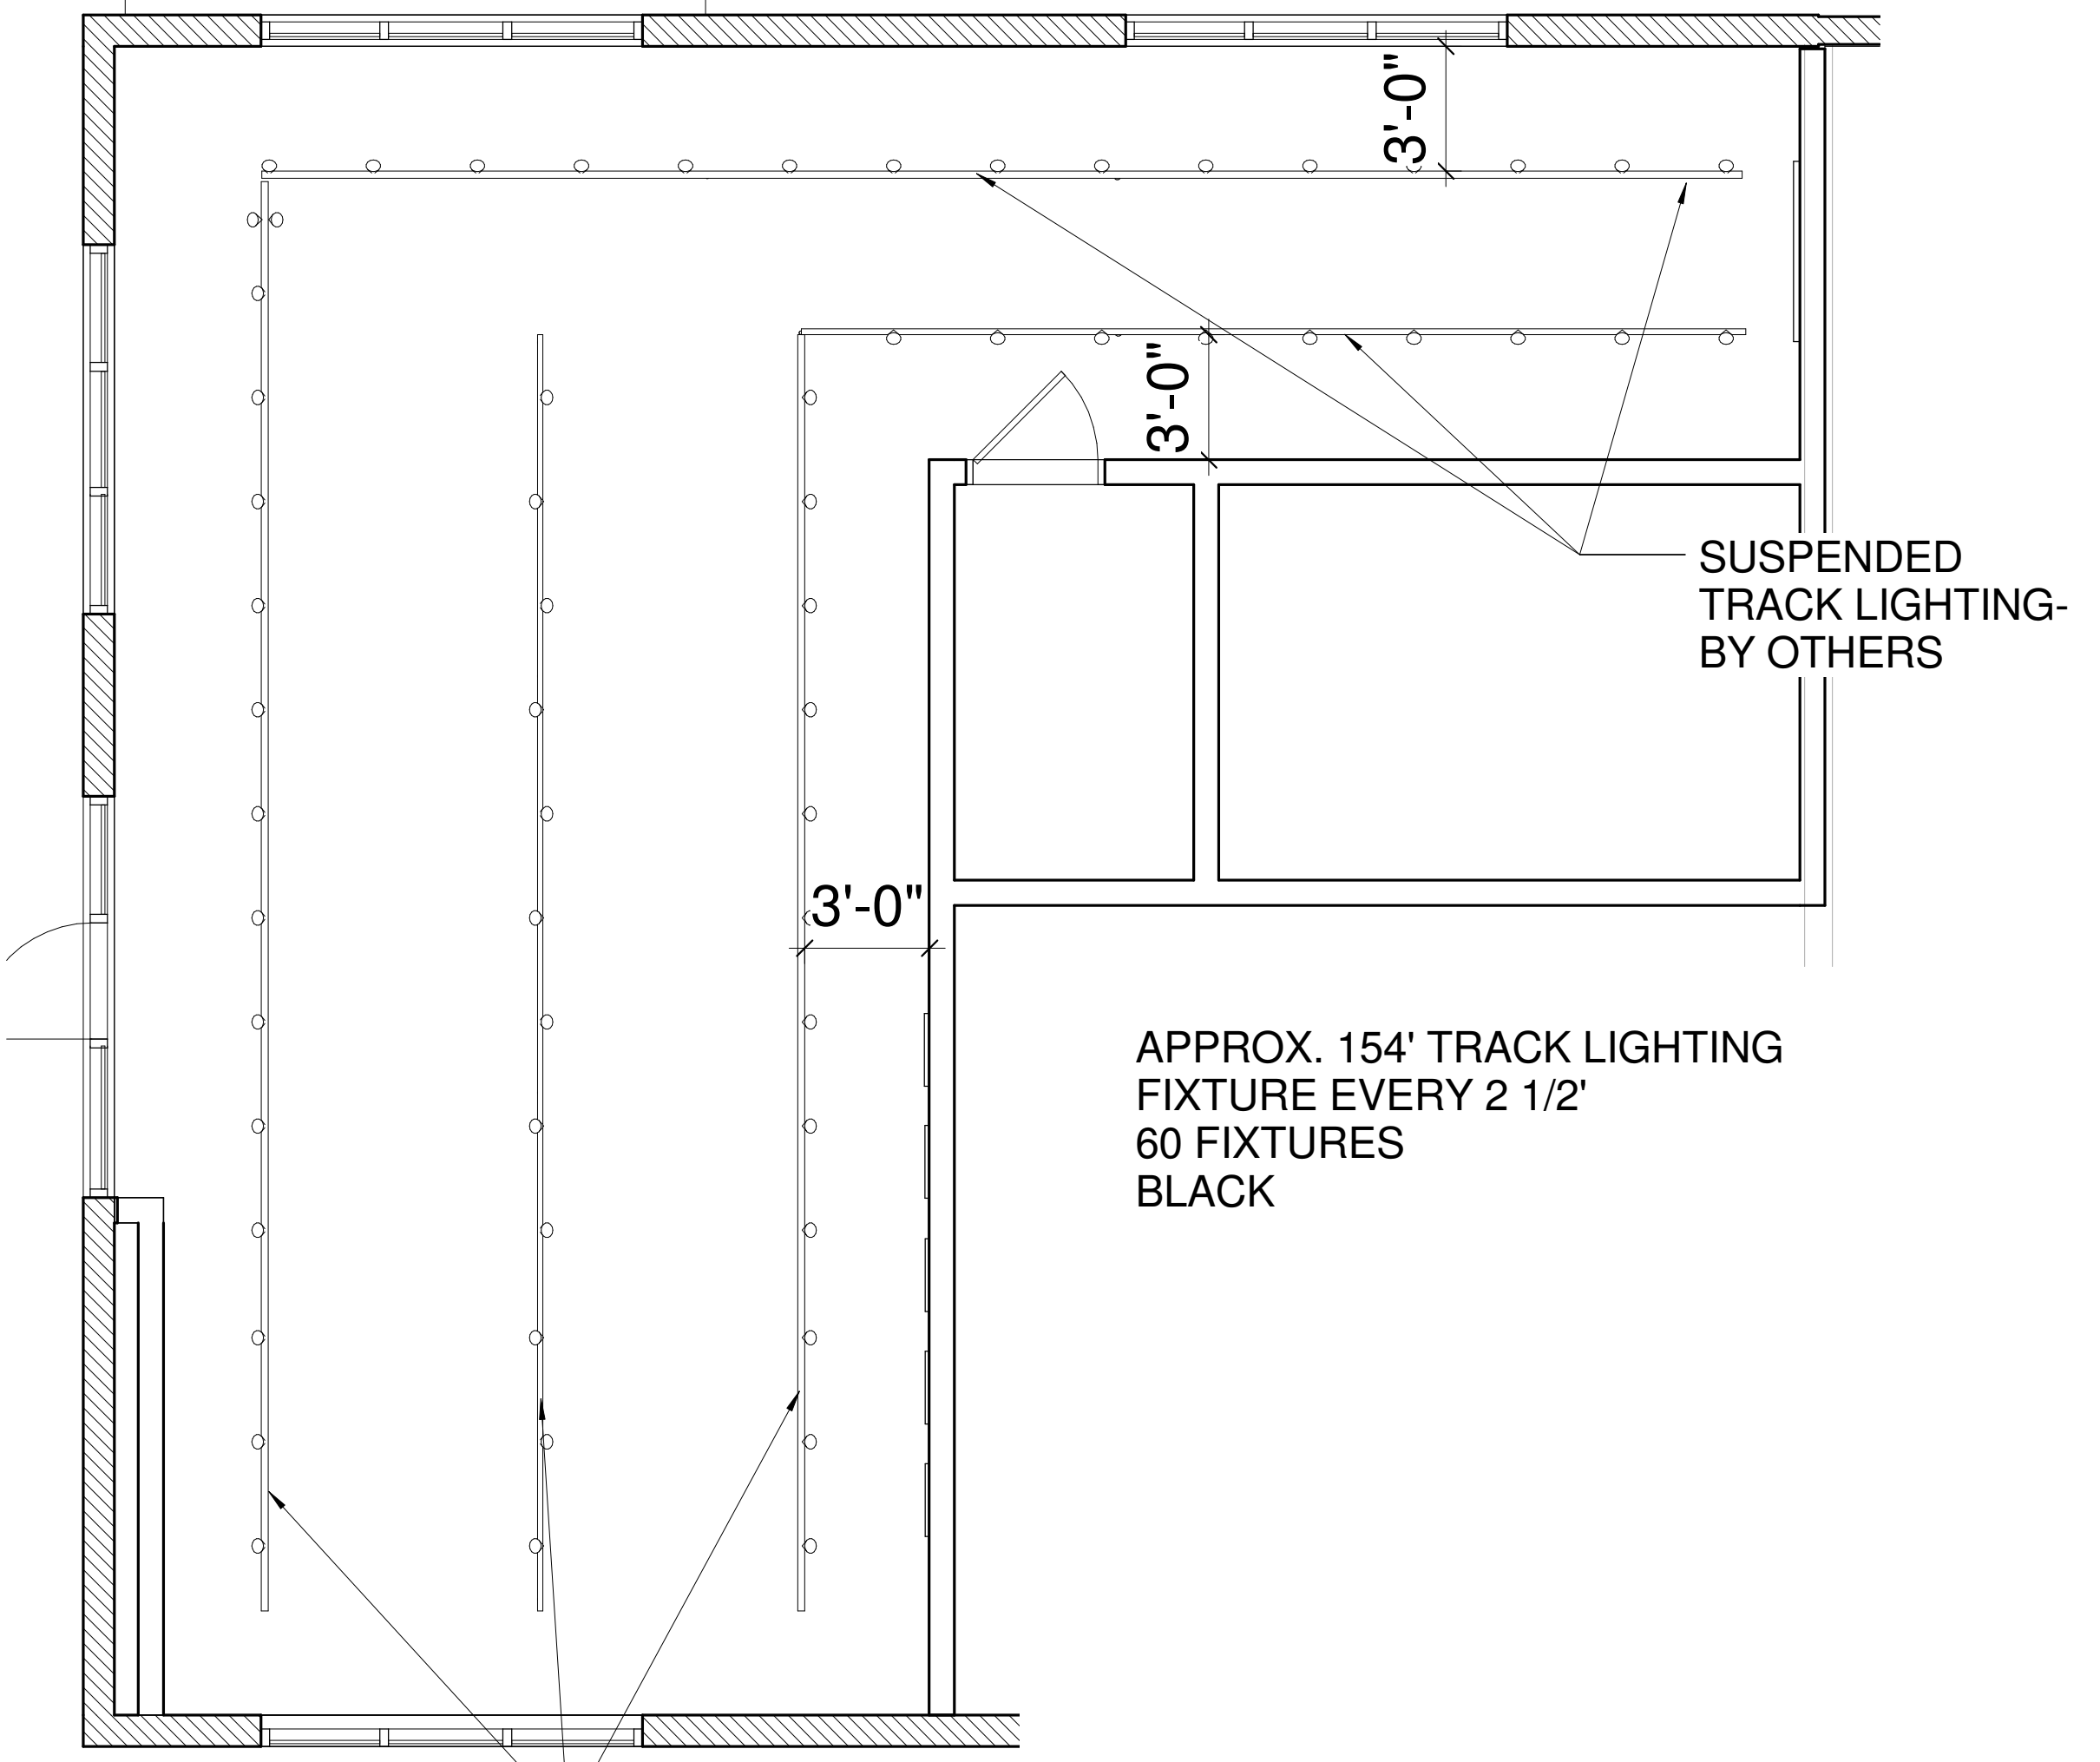 3'-0"
3'-0"
SUSPENDED
TRACK LIGHTING-
BY OTHERS
3'-0"
APPROX. 154' TRACK LIGHTING
FIXTURE EVERY 2 1/2'
60 FIXTURES
BLACK